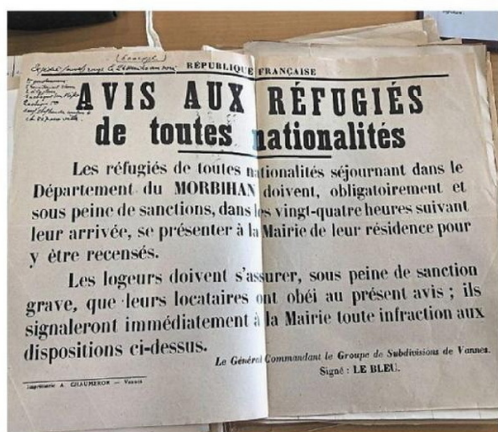 RÉPUBLIQUE FRANÇAISE
AVIS AUX RÉFUGIÉS
de toutes nationalités
Les réfugiés de toutes nationalités séjournant dans le
Département du MORBIHAN doivent, obligatoirement et
sous peine de sanctions, dans les vingt-quatre heures suivant
leur arrivée, se présenter à la Mairie de leur résidence pour
y être recensés.
Les logeurs doivent s'assurer, sous peine de sanction
grave, que leurs locataires ont obéi au présent avis ; ils
signaleront immédiatement à la Mairie toute infraction aux
dispositions ci-dessus.
Le Général Commandant le Groupe de Subdivisions de Vannes.
Signé : LE BLEU.
Imprimerie A. CHAUMERON — Vannes